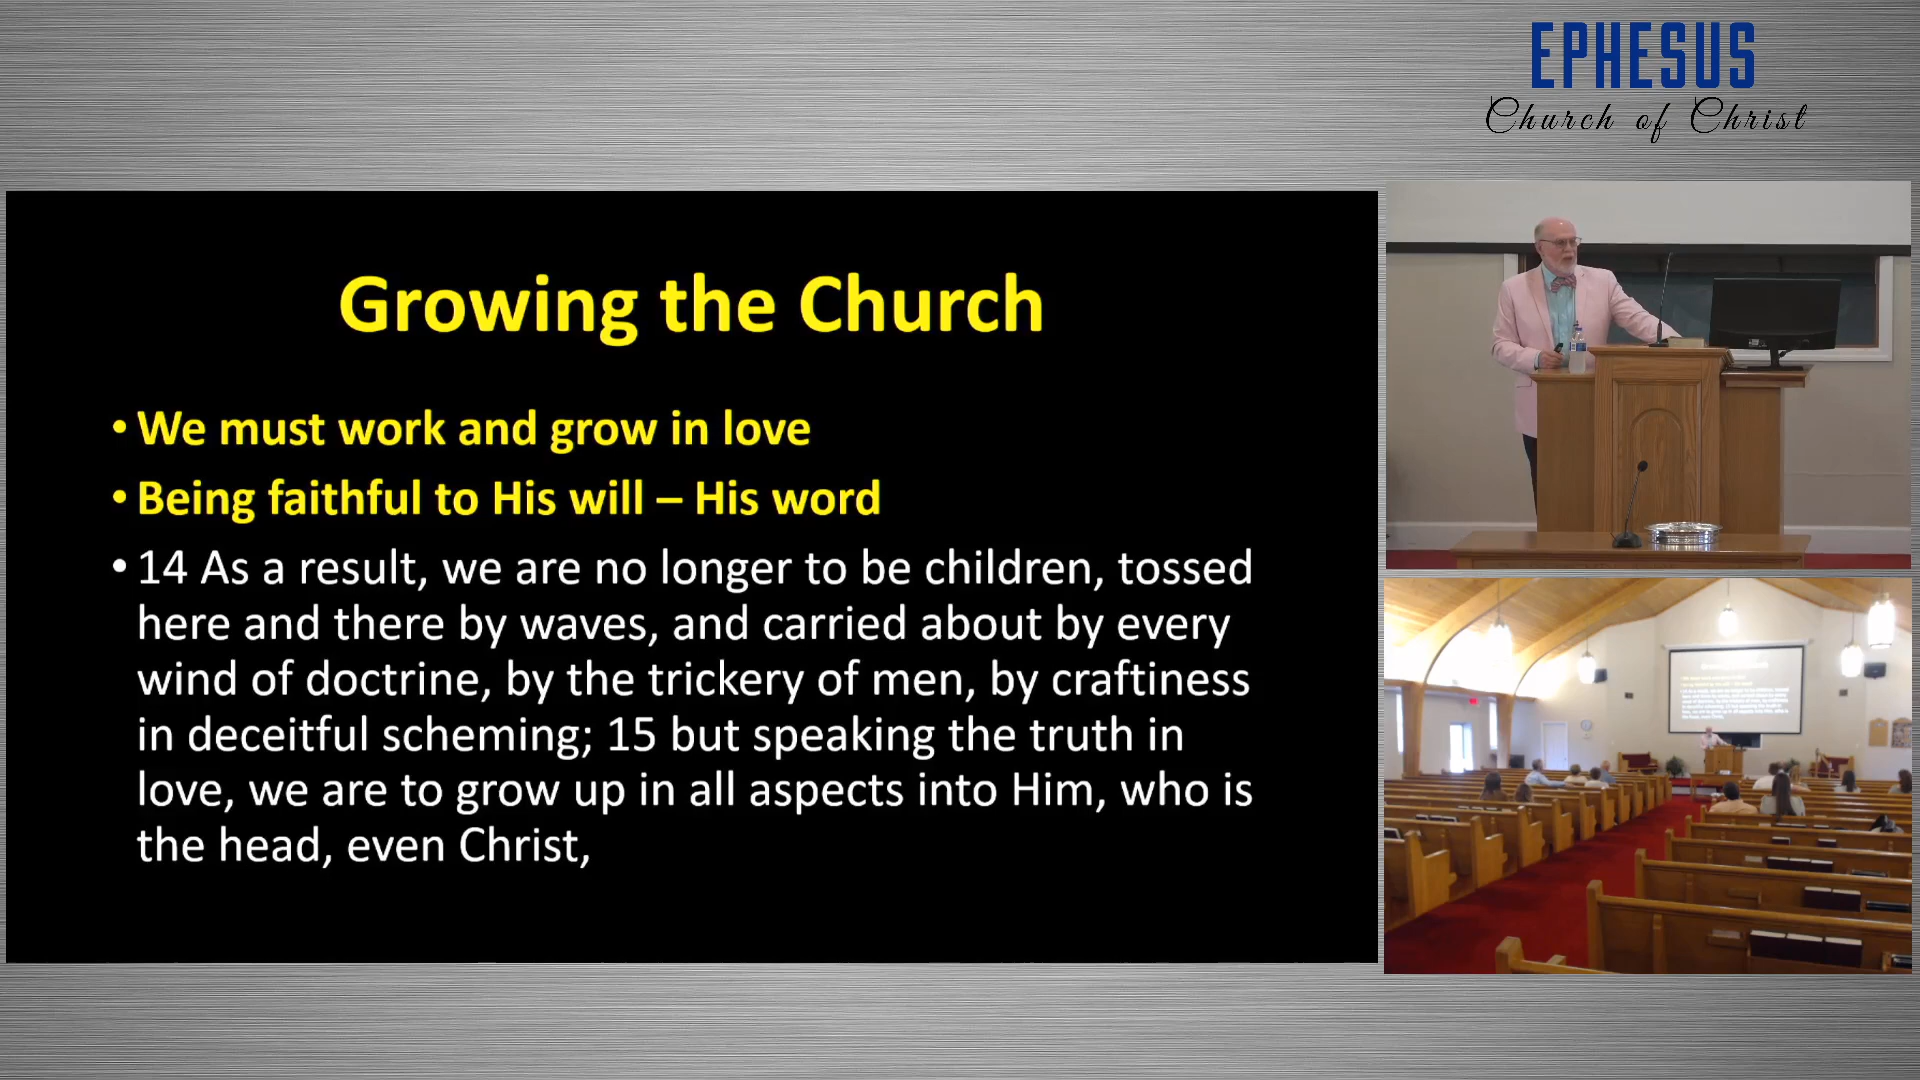 EPHESUS
Church of Christ
Growing the Church
• We must work and grow in love
• Being faithful to His will – His word
• 14 As a result, we are no longer to be children, tossed
here and there by waves, and carried about by every
wind of doctrine, by the trickery of men, by craftiness
in deceitful scheming; 15 but speaking the truth in
love, we are to grow up in all aspects into Him, who is
the head, even Christ,